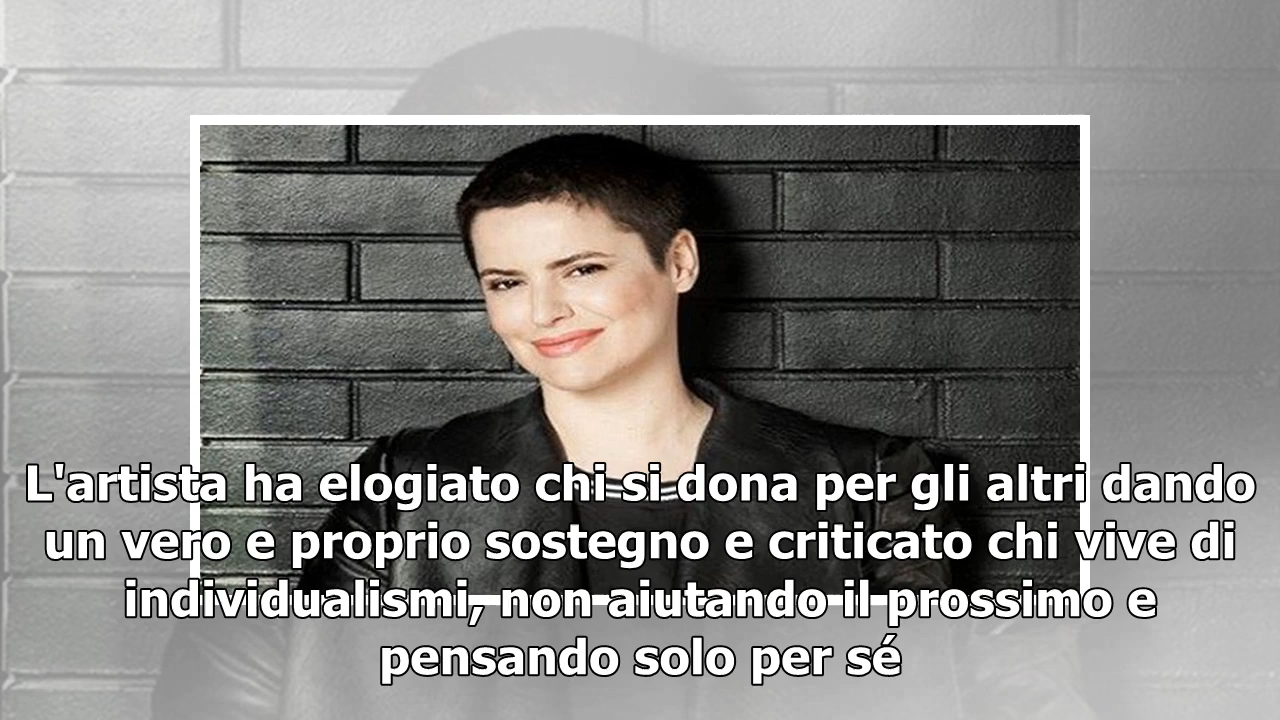 L'artista ha elogiato chi si dona per gli altri dando
un vero e proprio sostegno e criticato chi vive di
individualismi, non aiutando il prossimo e
pensando solo per sé